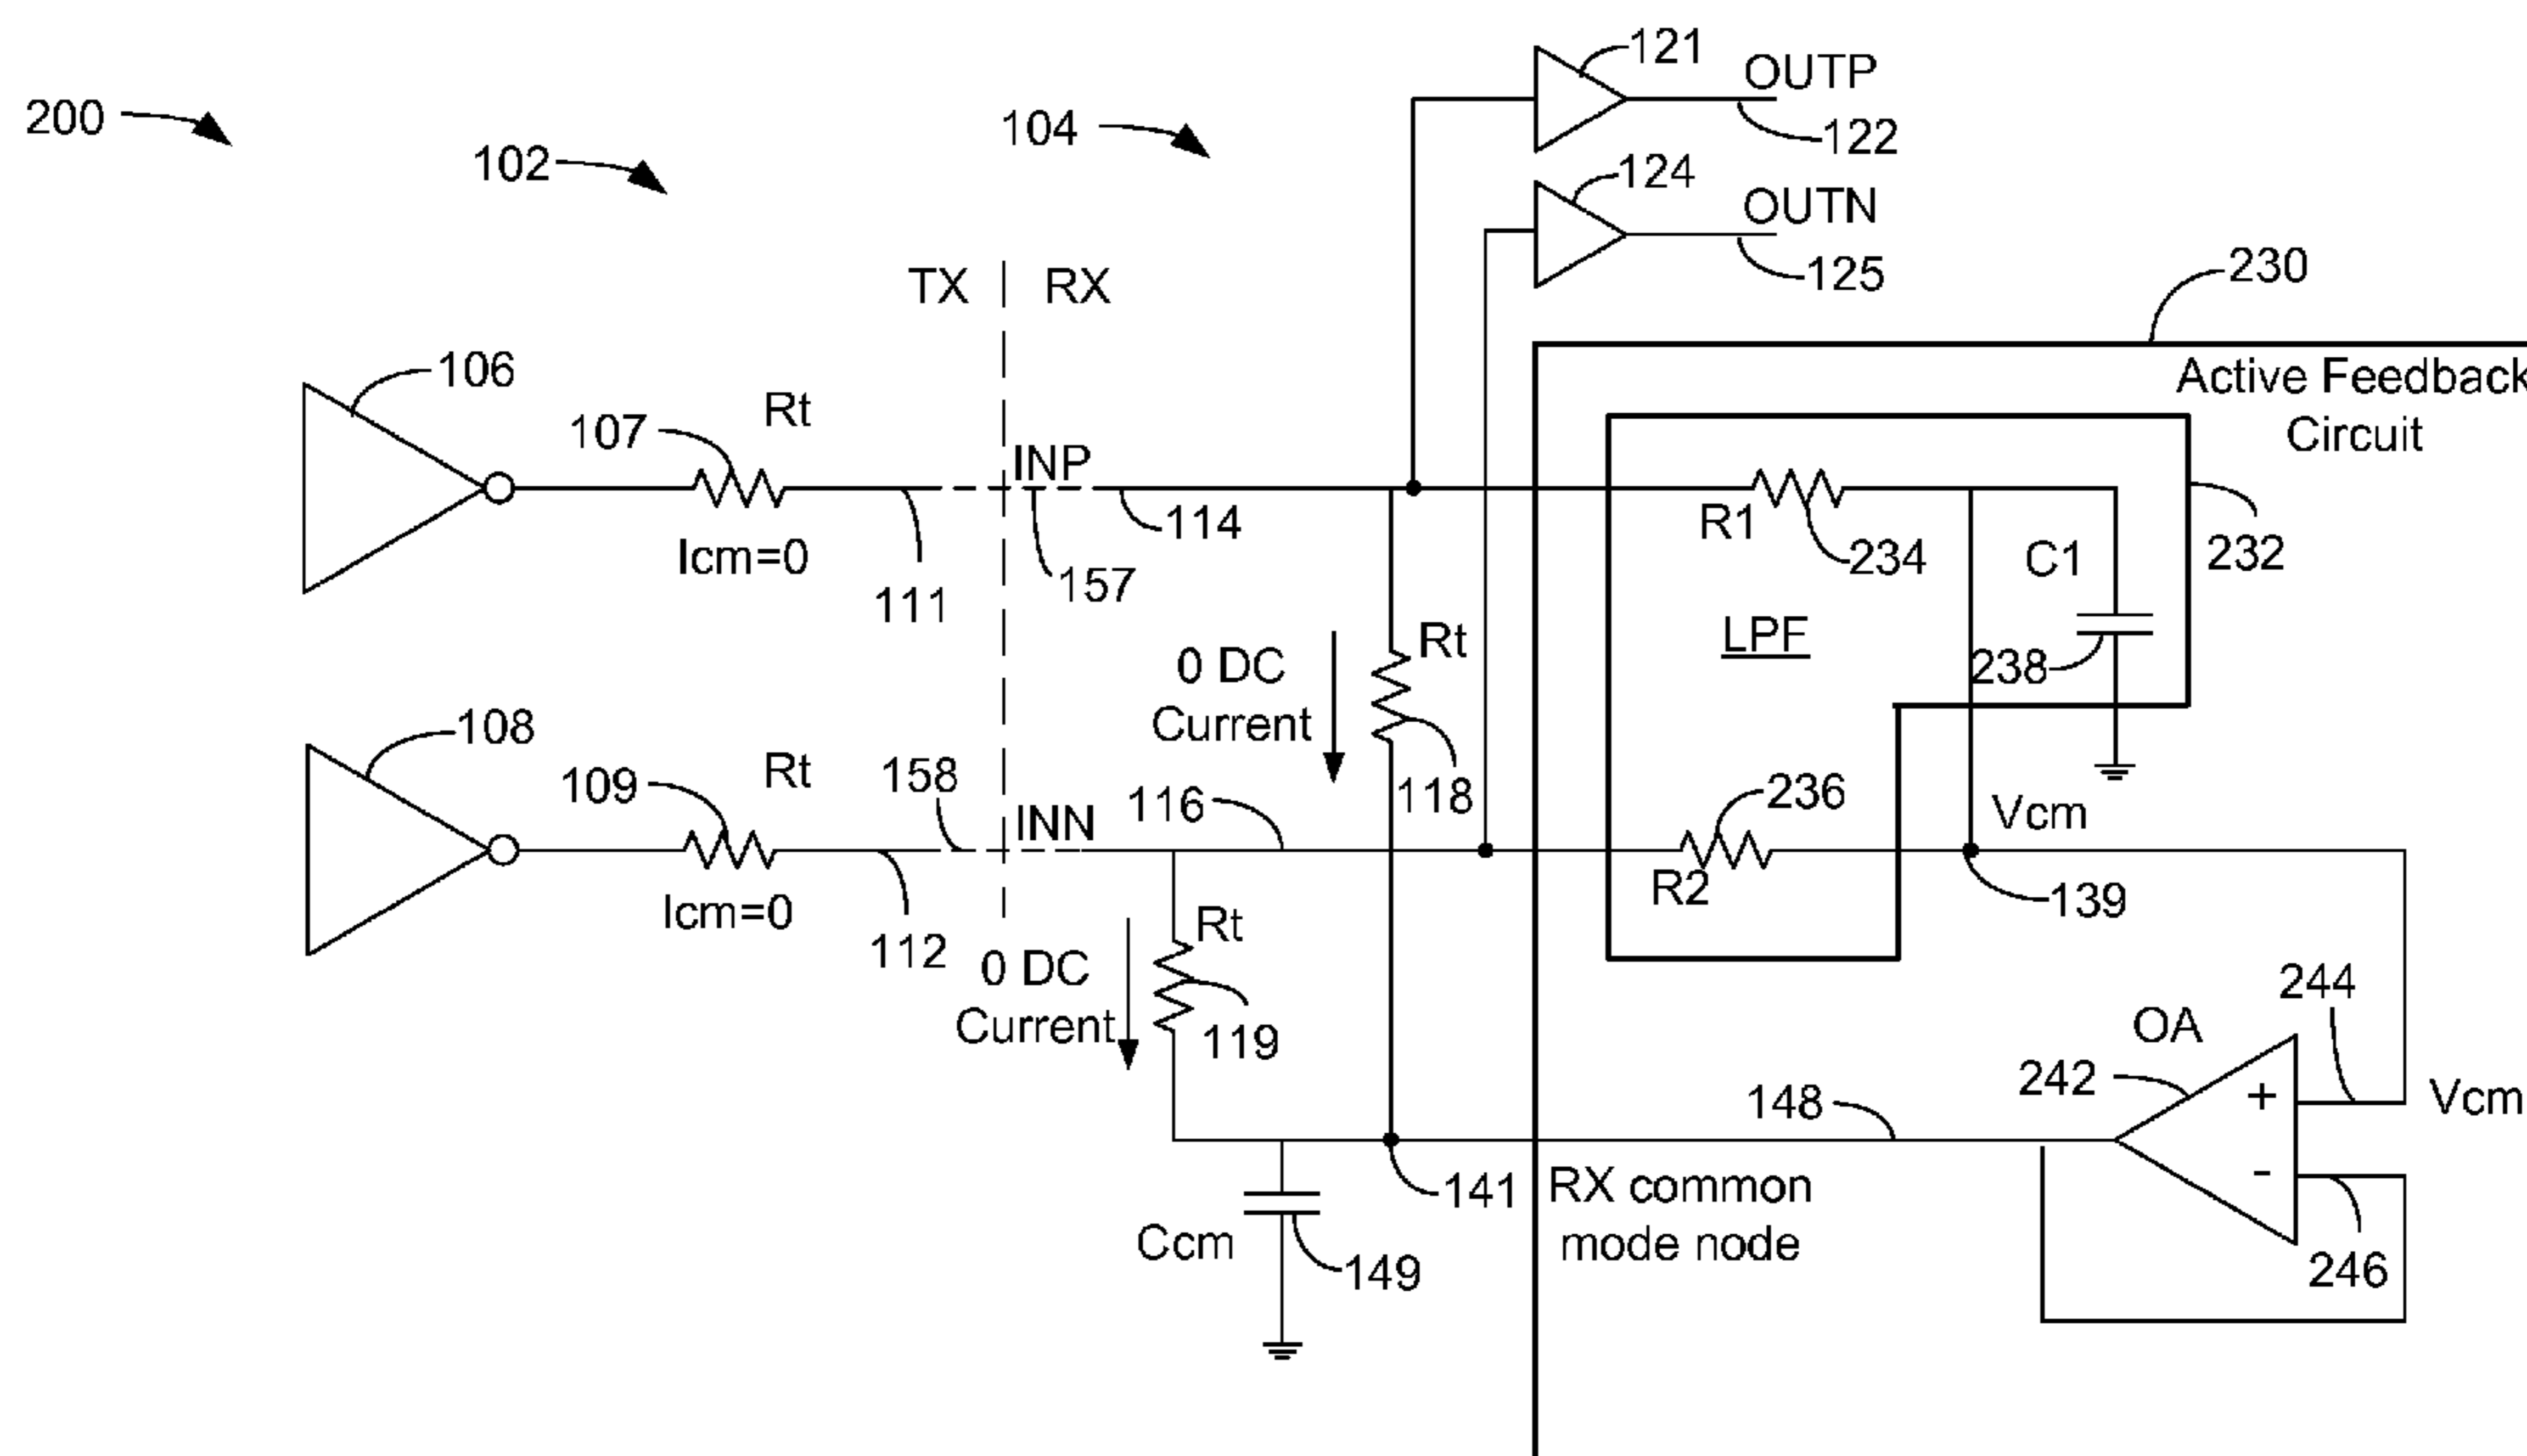 200
102
104
121
OUTP
122
124
OUTN
125
TX
RX
230
Active Feedback
Circuit
106
107
Rt
INP
Icm=0
111
157
114
R1
234
C1
232
LPF
238
0 DC
Current
Rt
118
108
109
Rt
158
INN
116
Icm=0
112
R2
236
Vcm
139
0 DC
Current
Rt
119
OA
244
242
+
-
Vcm
246
148
141
RX common
mode node
Ccm
149